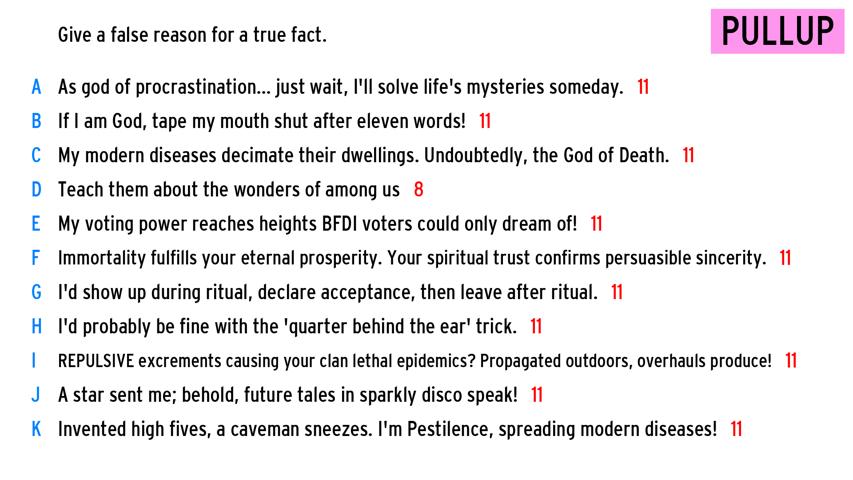 Give a false reason for a true fact.
PULLUP
A As god of procrastination... just wait, I'll solve life's mysteries someday. 11
B If I am God, tape my mouth shut after eleven words! 11
C My modern diseases decimate their dwellings. Undoubtedly, the God of Death. 11
D Teach them about the wonders of among us 8
E My voting power reaches heights BFDI voters could only dream of! 11
F Immortality fulfills your eternal prosperity. Your spiritual trust confirms persuasible sincerity. 11
G I'd show up during ritual, declare acceptance, then leave after ritual. 11
H I'd probably be fine with the 'quarter behind the ear' trick. 11
I REPULSIVE excrements causing your clan lethal epidemics? Propagated outdoors, overhauls produce! 11
J A star sent me; behold, future tales in sparkly disco speak! 11
K Invented high fives, a caveman sneezes. I'm Pestilence, spreading modern diseases! 11